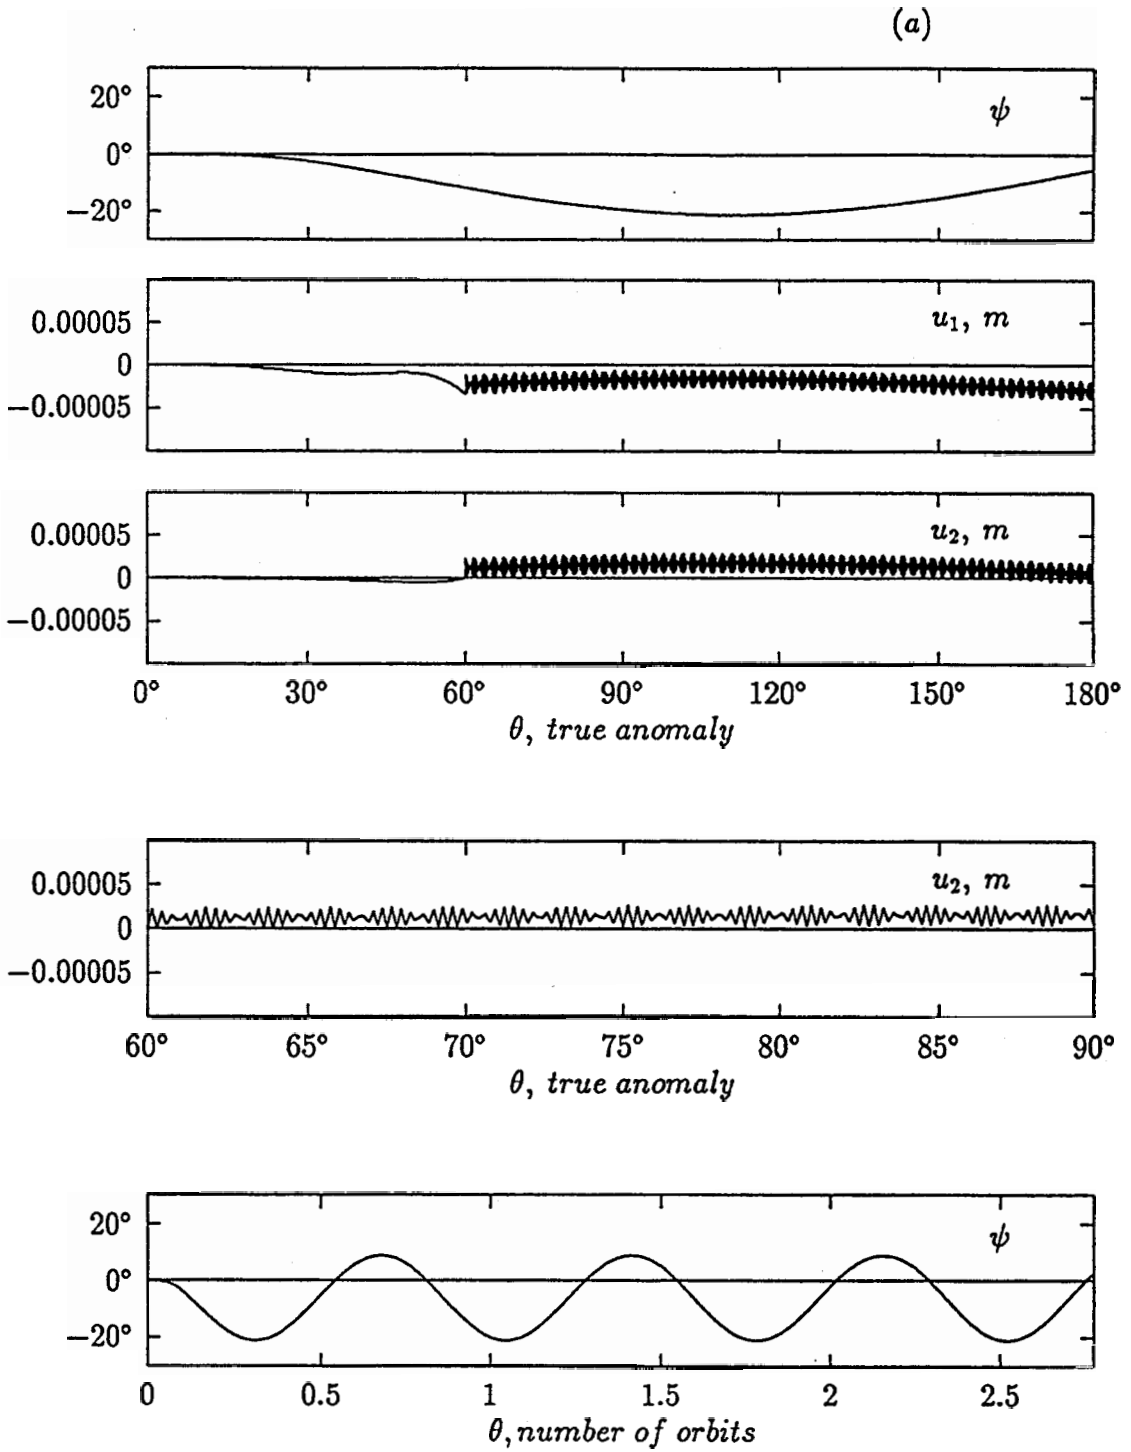 (a)
20°
ψ
0°
−20°
0.00005
u₁, m
0
−0.00005
0.00005
u₂, m
0
−0.00005
0° 30° 60° 90° 120° 150° 180°
θ, true anomaly
0.00005
u₂, m
0
−0.00005
60° 65° 70° 75° 80° 85° 90°
θ, true anomaly
20°
ψ
0°
−20°
0 0.5 1 1.5 2 2.5
θ, number of orbits